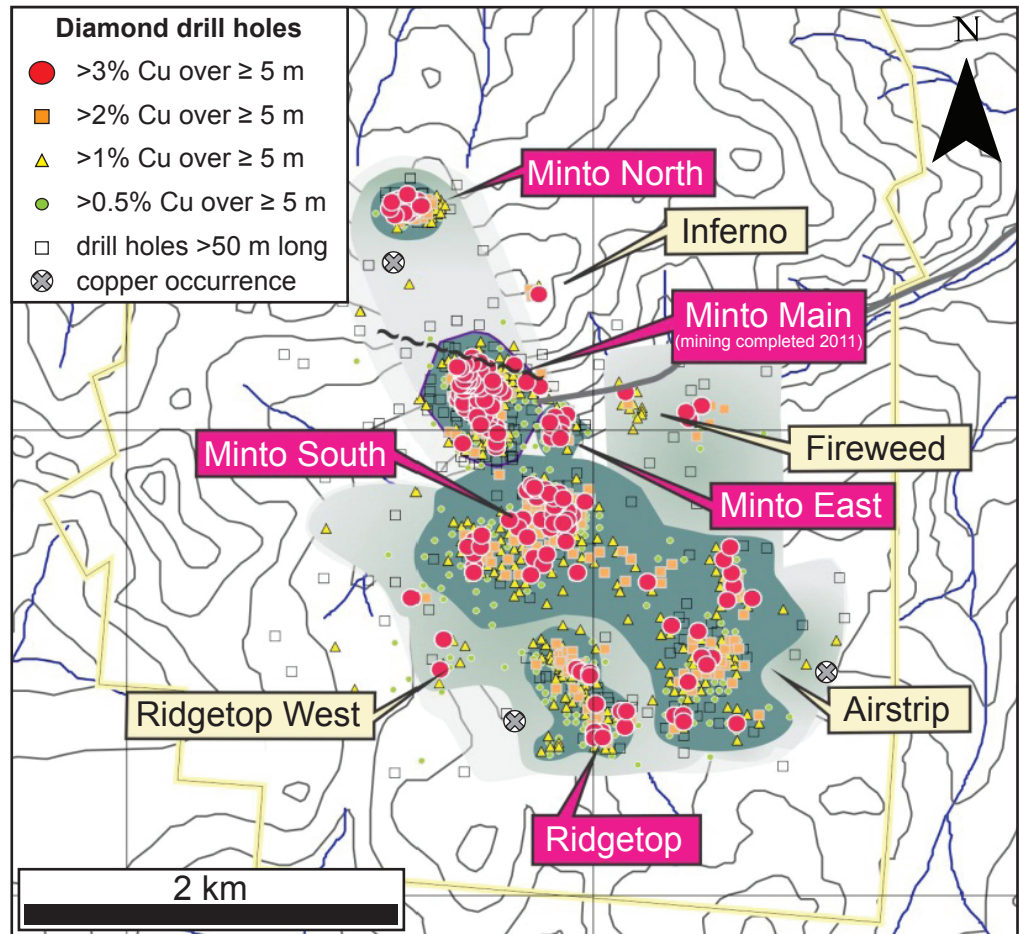 Diamond drill holes
>3% Cu over ≥ 5 m
>2% Cu over ≥ 5 m
>1% Cu over ≥ 5 m
>0.5% Cu over ≥ 5 m
drill holes >50 m long
copper occurrence
N
Minto North
Inferno
Minto Main
(mining completed 2011)
Minto South
Fireweed
Minto East
Ridgetop West
Airstrip
Ridgetop
2 km